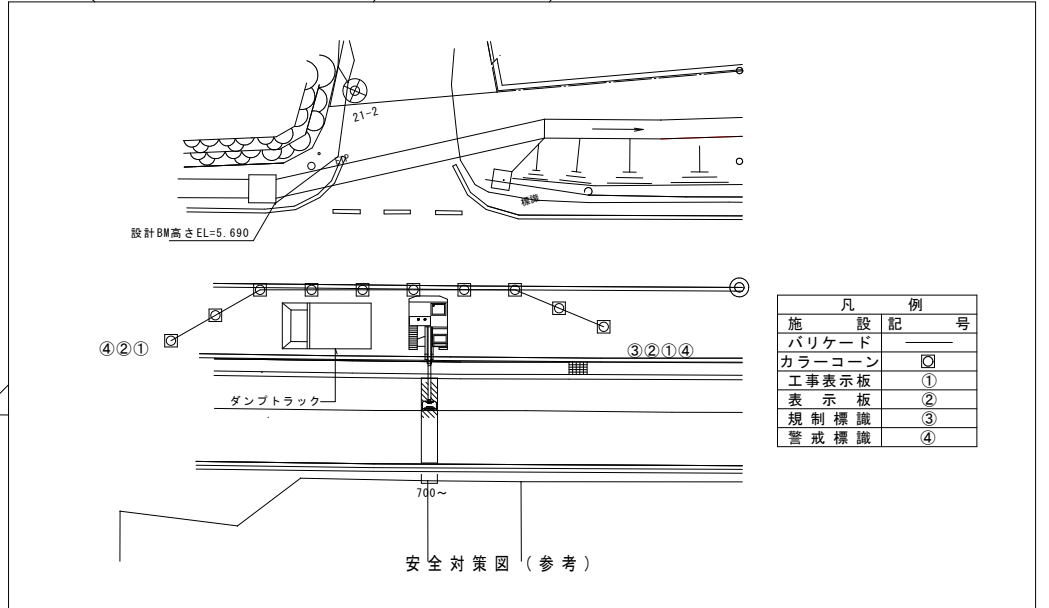 21-2
EDP
標識
設計BM高さEL=5.690
④②①
③②①④
ダンプトラック
700～
安全対策図(参考)
凡例
施設 記号
バリケード
カラーコーン
工事表示板 ①
表示板 ②
規制標識 ③
警戒標識 ④